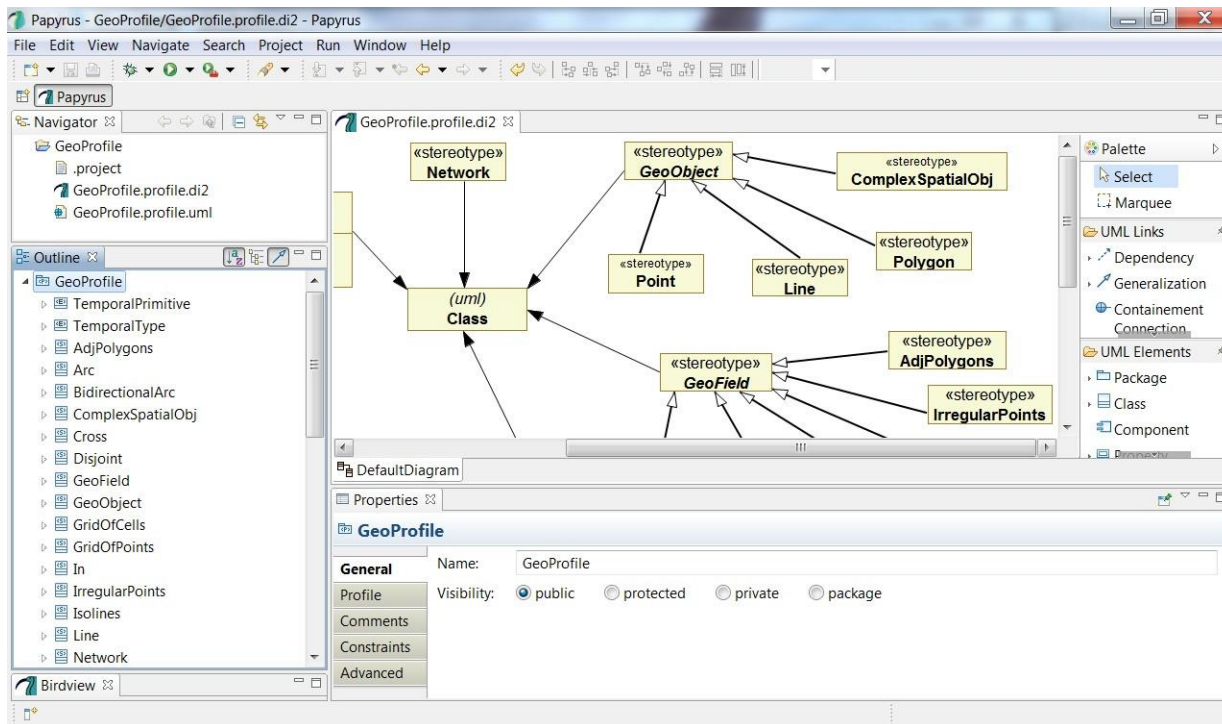 Papyrus - GeoProfile/GeoProfile.profile.di2 - Papyrus
File Edit View Navigate Search Project Run Window Help
Papyrus
Navigator
GeoProfile
.project
GeoProfile.profile.di2
GeoProfile.profile.uml
Outline
GeoProfile
TemporalPrimitive
TemporalType
AdjPolygons
Arc
BidirectionalArc
ComplexSpatialObj
Cross
Disjoint
GeoField
GeoObject
GridOfCells
GridOfPoints
In
IrregularPoints
Isolines
Line
Network
Birdview
GeoProfile.profile.di2
«stereotype»
Network
«stereotype»
GeoObject
«stereotype»
ComplexSpatialObj
«stereotype»
Polygon
«stereotype»
Point
«stereotype»
Line
(uml)
Class
«stereotype»
AdjPolygons
«stereotype»
GeoField
«stereotype»
IrregularPoints
DefaultDiagram
Palette
Select
Marquee
UML Links
Dependency
Generalization
Containement
Connection
UML Elements
Package
Class
Component
Property
Properties
GeoProfile
General
Profile
Comments
Constraints
Advanced
Name: GeoProfile
Visibility: public protected private package